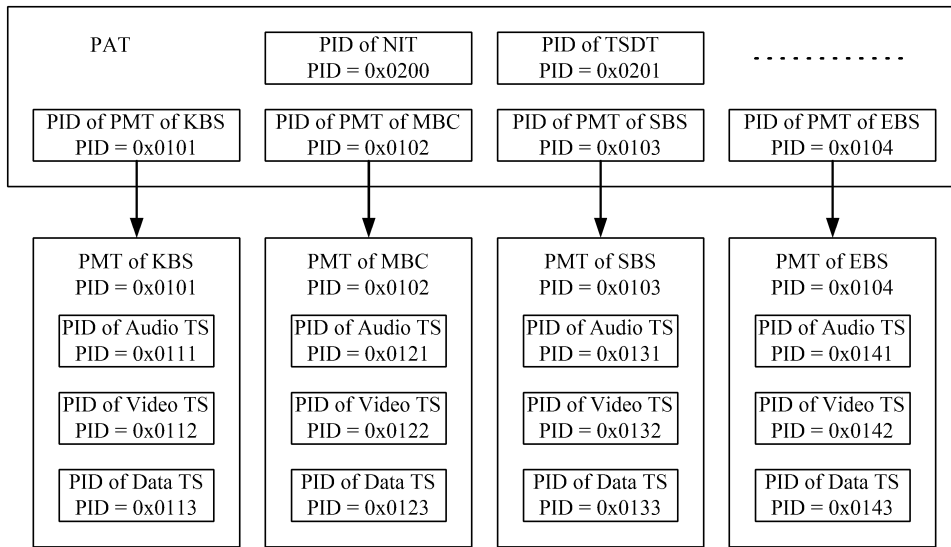 PAT
PID of NIT
PID = 0x0200
PID of TSDT
PID = 0x0201
PID of PMT of KBS
PID = 0x0101
PID of PMT of MBC
PID = 0x0102
PID of PMT of SBS
PID = 0x0103
PID of PMT of EBS
PID = 0x0104
PMT of KBS
PID = 0x0101
PID of Audio TS
PID = 0x0111
PID of Video TS
PID = 0x0112
PID of Data TS
PID = 0x0113
PMT of MBC
PID = 0x0102
PID of Audio TS
PID = 0x0121
PID of Video TS
PID = 0x0122
PID of Data TS
PID = 0x0123
PMT of SBS
PID = 0x0103
PID of Audio TS
PID = 0x0131
PID of Video TS
PID = 0x0132
PID of Data TS
PID = 0x0133
PMT of EBS
PID = 0x0104
PID of Audio TS
PID = 0x0141
PID of Video TS
PID = 0x0142
PID of Data TS
PID = 0x0143